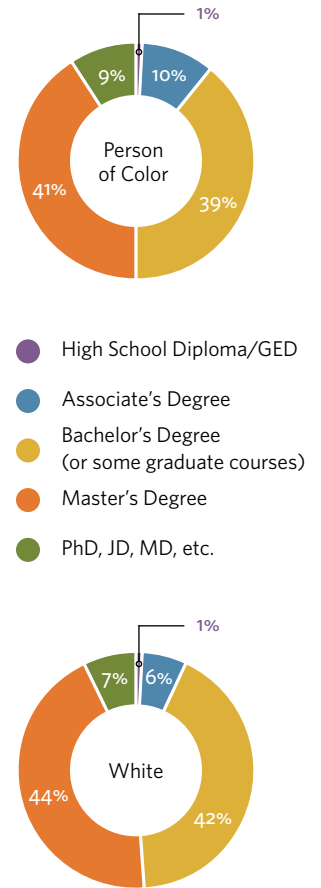 1%
9%
10%
Person
of Color
41%
39%
High School Diploma/GED
Associate’s Degree
Bachelor’s Degree
(or some graduate courses)
Master’s Degree
PhD, JD, MD, etc.
1%
7%
6%
White
44%
42%